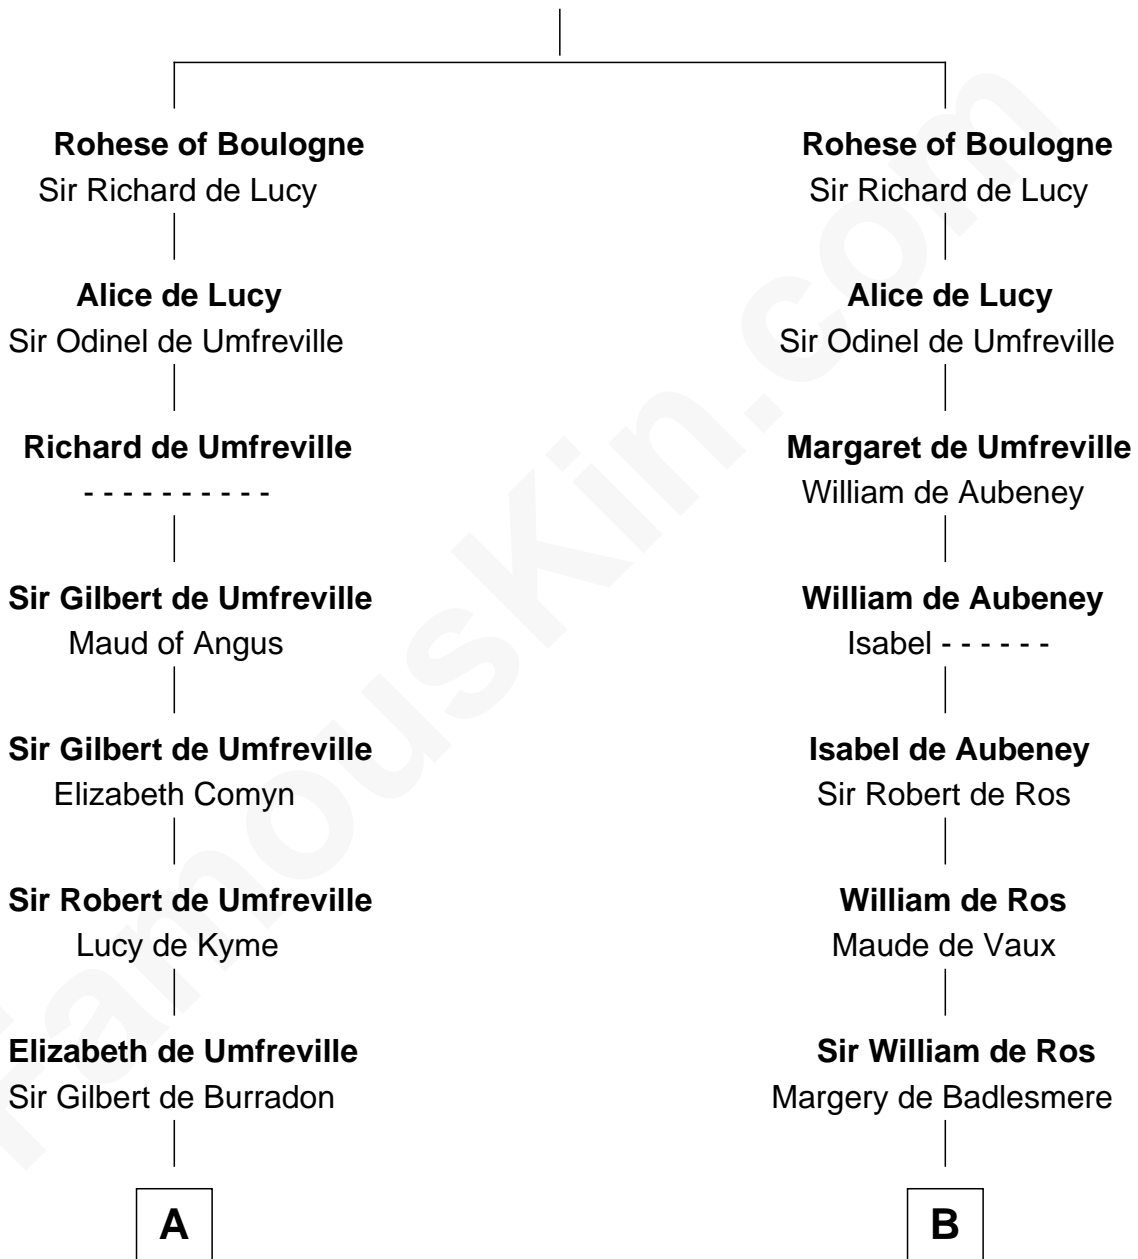 Rohese of Boulogne
Sir Richard de Lucy
Alice de Lucy
Sir Odinel de Umfreville
Richard de Umfreville
- - - - - - - - - -
Sir Gilbert de Umfreville
Maud of Angus
Sir Gilbert de Umfreville
Elizabeth Comyn
Sir Robert de Umfreville
Lucy de Kyme
Elizabeth de Umfreville
Sir Gilbert de Burradon
A
Rohese of Boulogne
Sir Richard de Lucy
Alice de Lucy
Sir Odinel de Umfreville
Margaret de Umfreville
William de Aubeney
William de Aubeney
Isabel - - - - - -
Isabel de Aubeney
Sir Robert de Ros
William de Ros
Maude de Vaux
Sir William de Ros
Margery de Badlesmere
B
FamousKin.com